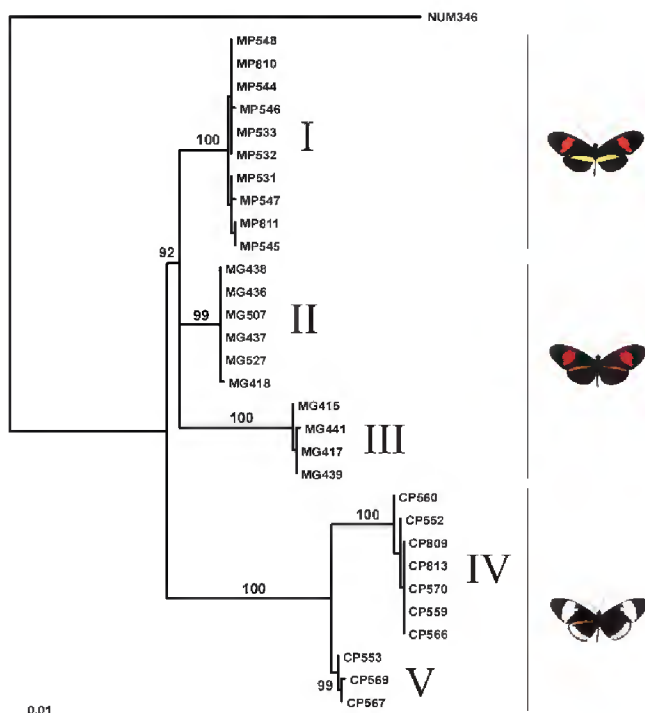 NUM346
MP548
MP810
MP544
MP546
100
MP533
I
MP532
MP531
MP547
MP811
MP545
92
MG438
MG436
MG507
99
II
MG437
MG527
MG418
MG415
100
MG441
III
MG417
MG439
CP560
100
CP552
CP809
CP813
IV
CP570
100
CP559
CP566
CP553
99
CP569
V
CP567
0.01